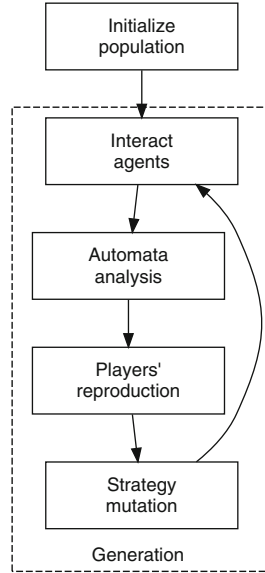 Initialize
population
Interact
agents
Automata
analysis
Players'
reproduction
Strategy
mutation
Generation